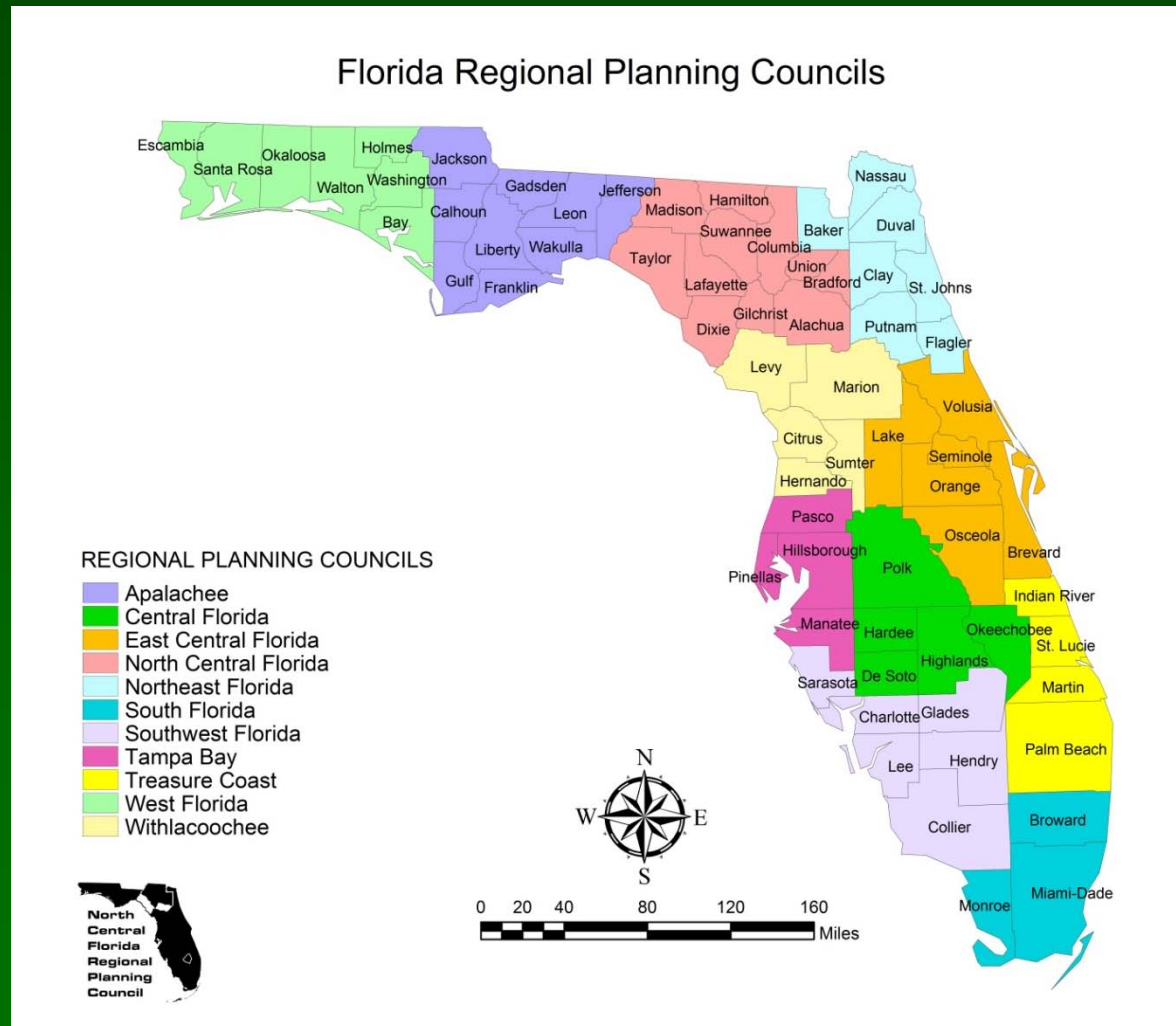 Florida Regional Planning Councils
Escambia
Santa Rosa
Okaloosa
Walton
Holmes
Washington
Bay
Jackson
Calhoun
Gulf
Gadsden
Liberty
Franklin
Leon
Wakulla
Jefferson
Madison
Taylor
Hamilton
Suwannee
Lafayette
Dixie
Columbia
Union
Bradford
Gilchrist
Alachua
Baker
Nassau
Duval
Clay
St. Johns
Putnam
Flagler
Levy
Marion
Citrus
Sumter
Hernando
Lake
Volusia
Seminole
Orange
Osceola
Brevard
Pasco
Hillsborough
Pinellas
Manatee
Polk
Hardee
De Soto
Highlands
Okeechobee
Indian River
St. Lucie
Martin
Palm Beach
Sarasota
Charlotte
Glades
Lee
Hendry
Collier
Broward
Miami-Dade
Monroe
REGIONAL PLANNING COUNCILS
Apalachee
Central Florida
East Central Florida
North Central Florida
Northeast Florida
South Florida
Southwest Florida
Tampa Bay
Treasure Coast
West Florida
Withlacoochee
N
W E
S
0 20 40 80 120 160
Miles
North
Central
Florida
Regional
Planning
Council